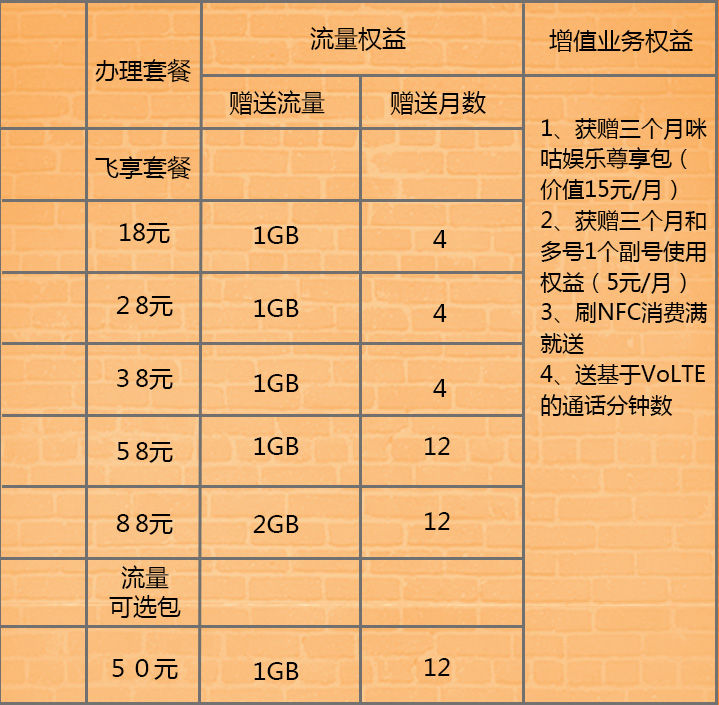 流量权益
增值业务权益
办理套餐
赠送流量
赠送月数
1、获赠三个月咪
咕娱乐尊享包（
价值15元/月）
2、获赠三个月和
多号1个副号使用
权益（5元/月）
3、刷NFC消费满
就送
4、送基于VoLTE
的通话分钟数
飞享套餐
18元 1GB 4
28元 1GB 4
38元 1GB 4
58元 1GB 12
88元 2GB 12
流量
可选包
50元 1GB 12